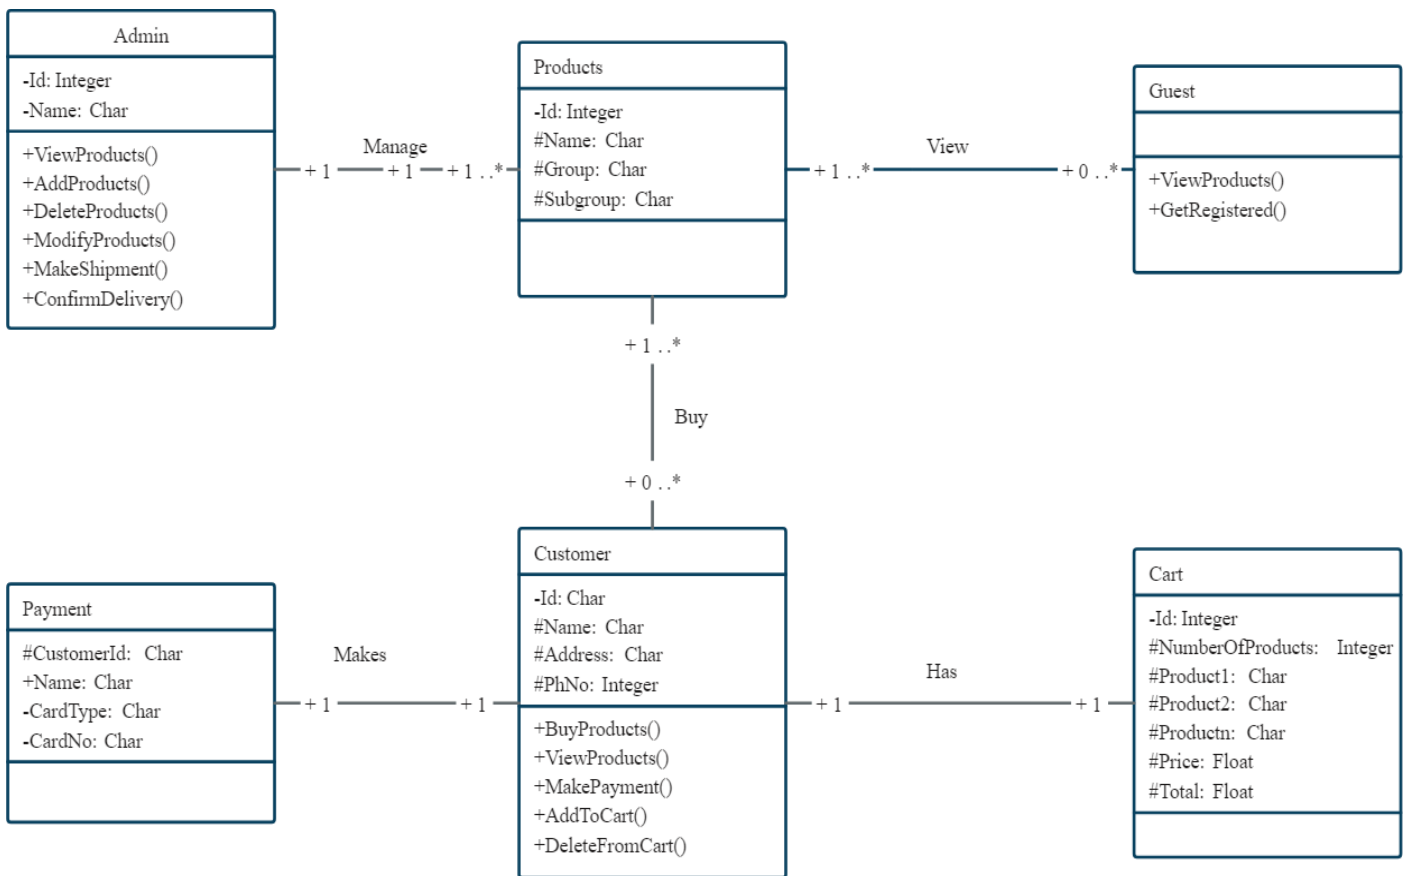 Admin
-Id: Integer
-Name: Char
+ViewProducts()
+AddProducts()
+DeleteProducts()
+ModifyProducts()
+MakeShipment()
+ConfirmDelivery()
Manage
+ 1
+ 1
+ 1 ..*
Products
-Id: Integer
#Name: Char
#Group: Char
#Subgroup: Char
View
+ 1 ..*
+ 0 ..*
Guest
+ViewProducts()
+GetRegistered()
+ 1 ..*
Buy
+ 0 ..*
Payment
#CustomerId: Char
+Name: Char
-CardType: Char
-CardNo: Char
Makes
+ 1
+ 1
Customer
-Id: Char
#Name: Char
#Address: Char
#PhNo: Integer
+BuyProducts()
+ViewProducts()
+MakePayment()
+AddToCart()
+DeleteFromCart()
Has
+ 1
+ 1
Cart
-Id: Integer
#NumberOfProducts: Integer
#Product1: Char
#Product2: Char
#Productn: Char
#Price: Float
#Total: Float